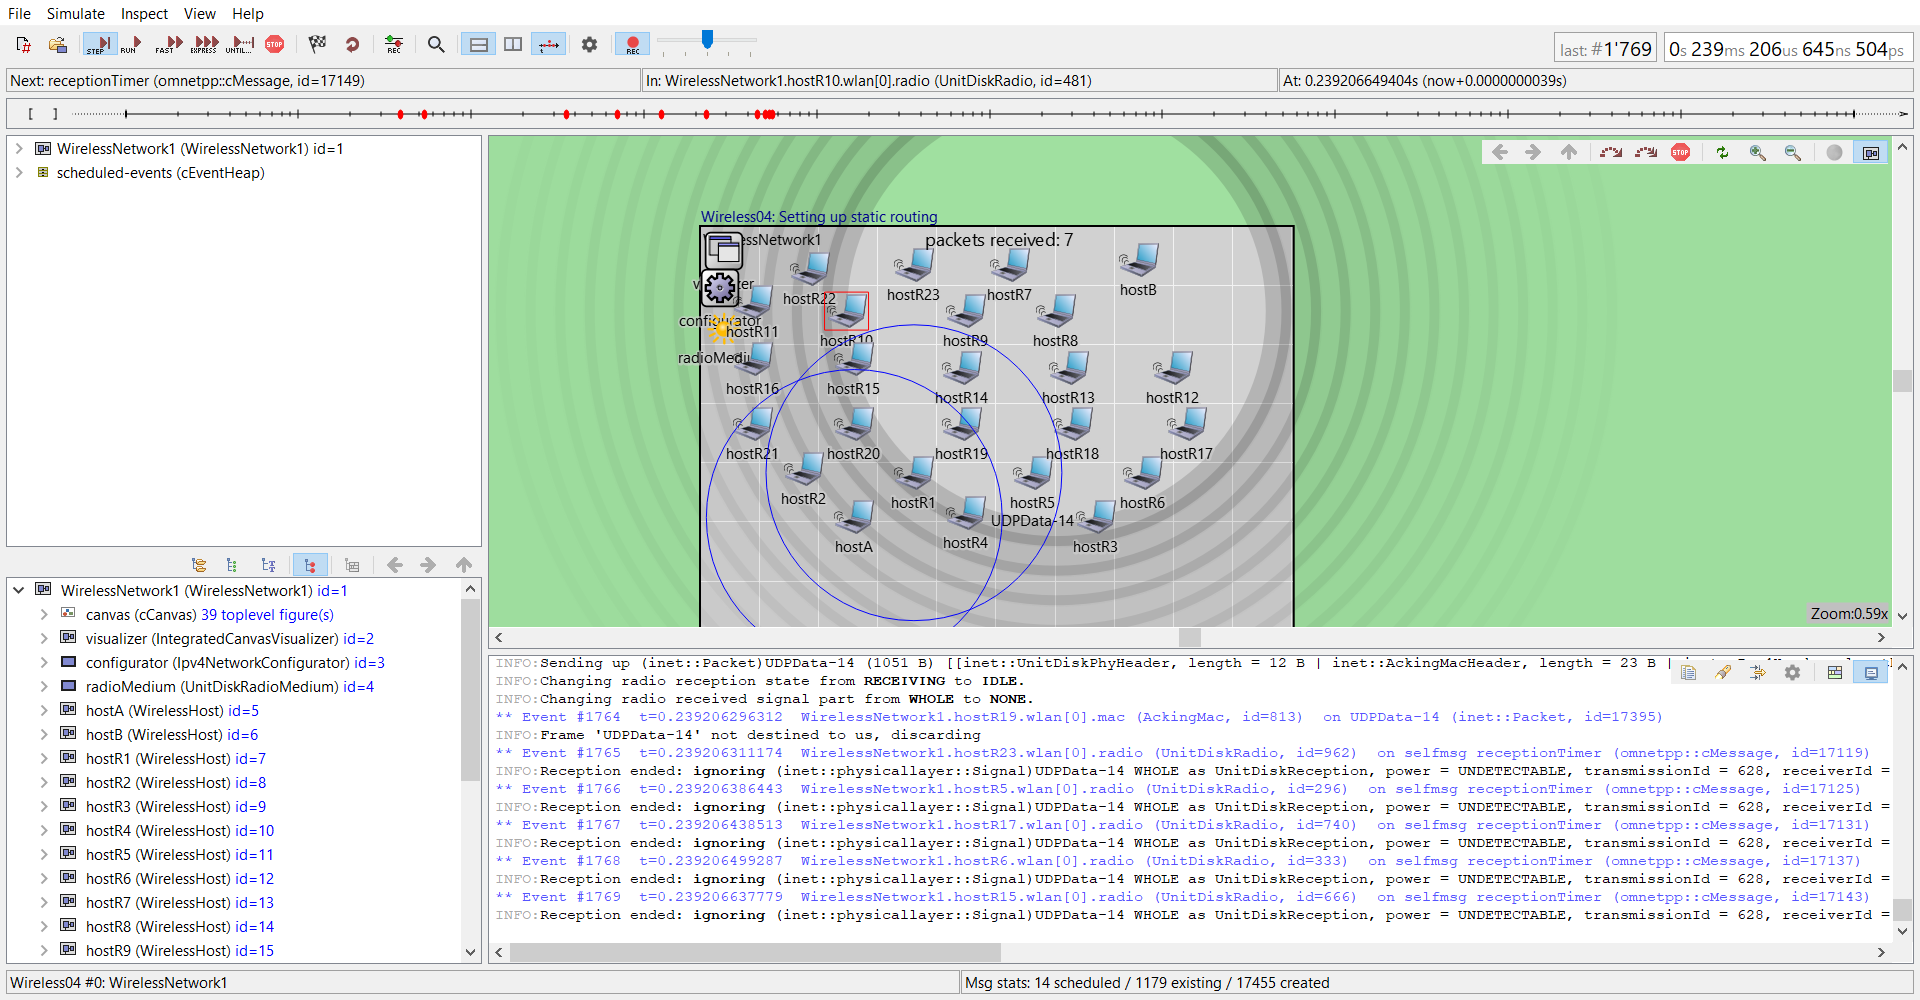 File Simulate Inspect View Help
STEP RUN FAST EXPRESS UNTIL... STOP REC REC
last: #1'769 0s 239ms 206us 645ns 504ps
Next: receptionTimer (omnetpp::cMessage, id=17149) In: WirelessNetwork1.hostR10.wlan[0].radio (UnitDiskRadio, id=481) At: 0.239206649404s (now+0.0000000039s)
[ ]
WirelessNetwork1 (WirelessNetwork1) id=1
scheduled-events (cEventHeap)
WirelessNetwork1 (WirelessNetwork1) id=1
canvas (cCanvas) 39 toplevel figure(s)
visualizer (IntegratedCanvasVisualizer) id=2
configurator (Ipv4NetworkConfigurator) id=3
radioMedium (UnitDiskRadioMedium) id=4
hostA (WirelessHost) id=5
hostB (WirelessHost) id=6
hostR1 (WirelessHost) id=7
hostR2 (WirelessHost) id=8
hostR3 (WirelessHost) id=9
hostR4 (WirelessHost) id=10
hostR5 (WirelessHost) id=11
hostR6 (WirelessHost) id=12
hostR7 (WirelessHost) id=13
hostR8 (WirelessHost) id=14
hostR9 (WirelessHost) id=15
STOP
Wireless04: Setting up static routing
packets received: 7
hostB
hostR22 hostR23 hostR7
configurator
hostR11 hostR10 hostR9 hostR8
hostR16 hostR15 hostR14 hostR13 hostR12
hostR21 hostR20 hostR19 hostR18 hostR17
hostR2 hostR1 hostR5 hostR6
UDPData-14
hostA hostR4 hostR3
Zoom:0.59x
INFO:Sending up (inet::Packet)UDPData-14 (1051 B) [[inet::UnitDiskPhyHeader, length = 12 B | inet::AckingMacHeader, length = 23 B |
INFO:Changing radio reception state from RECEIVING to IDLE.
INFO:Changing radio received signal part from WHOLE to NONE.
** Event #1764 t=0.239206296312 WirelessNetwork1.hostR19.wlan[0].mac (AckingMac, id=813) on UDPData-14 (inet::Packet, id=17395)
INFO:Frame 'UDPData-14' not destined to us, discarding
** Event #1765 t=0.239206311174 WirelessNetwork1.hostR23.wlan[0].radio (UnitDiskRadio, id=962) on selfmsg receptionTimer (omnetpp::cMessage, id=17119)
INFO:Reception ended: ignoring (inet::physicallayer::Signal)UDPData-14 WHOLE as UnitDiskReception, power = UNDETECTABLE, transmissionId = 628, receiverId =
** Event #1766 t=0.239206386443 WirelessNetwork1.hostR5.wlan[0].radio (UnitDiskRadio, id=296) on selfmsg receptionTimer (omnetpp::cMessage, id=17125)
INFO:Reception ended: ignoring (inet::physicallayer::Signal)UDPData-14 WHOLE as UnitDiskReception, power = UNDETECTABLE, transmissionId = 628, receiverId =
** Event #1767 t=0.239206438513 WirelessNetwork1.hostR17.wlan[0].radio (UnitDiskRadio, id=740) on selfmsg receptionTimer (omnetpp::cMessage, id=17131)
INFO:Reception ended: ignoring (inet::physicallayer::Signal)UDPData-14 WHOLE as UnitDiskReception, power = UNDETECTABLE, transmissionId = 628, receiverId =
** Event #1768 t=0.239206499287 WirelessNetwork1.hostR6.wlan[0].radio (UnitDiskRadio, id=333) on selfmsg receptionTimer (omnetpp::cMessage, id=17137)
INFO:Reception ended: ignoring (inet::physicallayer::Signal)UDPData-14 WHOLE as UnitDiskReception, power = UNDETECTABLE, transmissionId = 628, receiverId =
** Event #1769 t=0.239206637779 WirelessNetwork1.hostR15.wlan[0].radio (UnitDiskRadio, id=666) on selfmsg receptionTimer (omnetpp::cMessage, id=17143)
INFO:Reception ended: ignoring (inet::physicallayer::Signal)UDPData-14 WHOLE as UnitDiskReception, power = UNDETECTABLE, transmissionId = 628, receiverId =
Wireless04 #0: WirelessNetwork1 Msg stats: 14 scheduled / 1179 existing / 17455 created